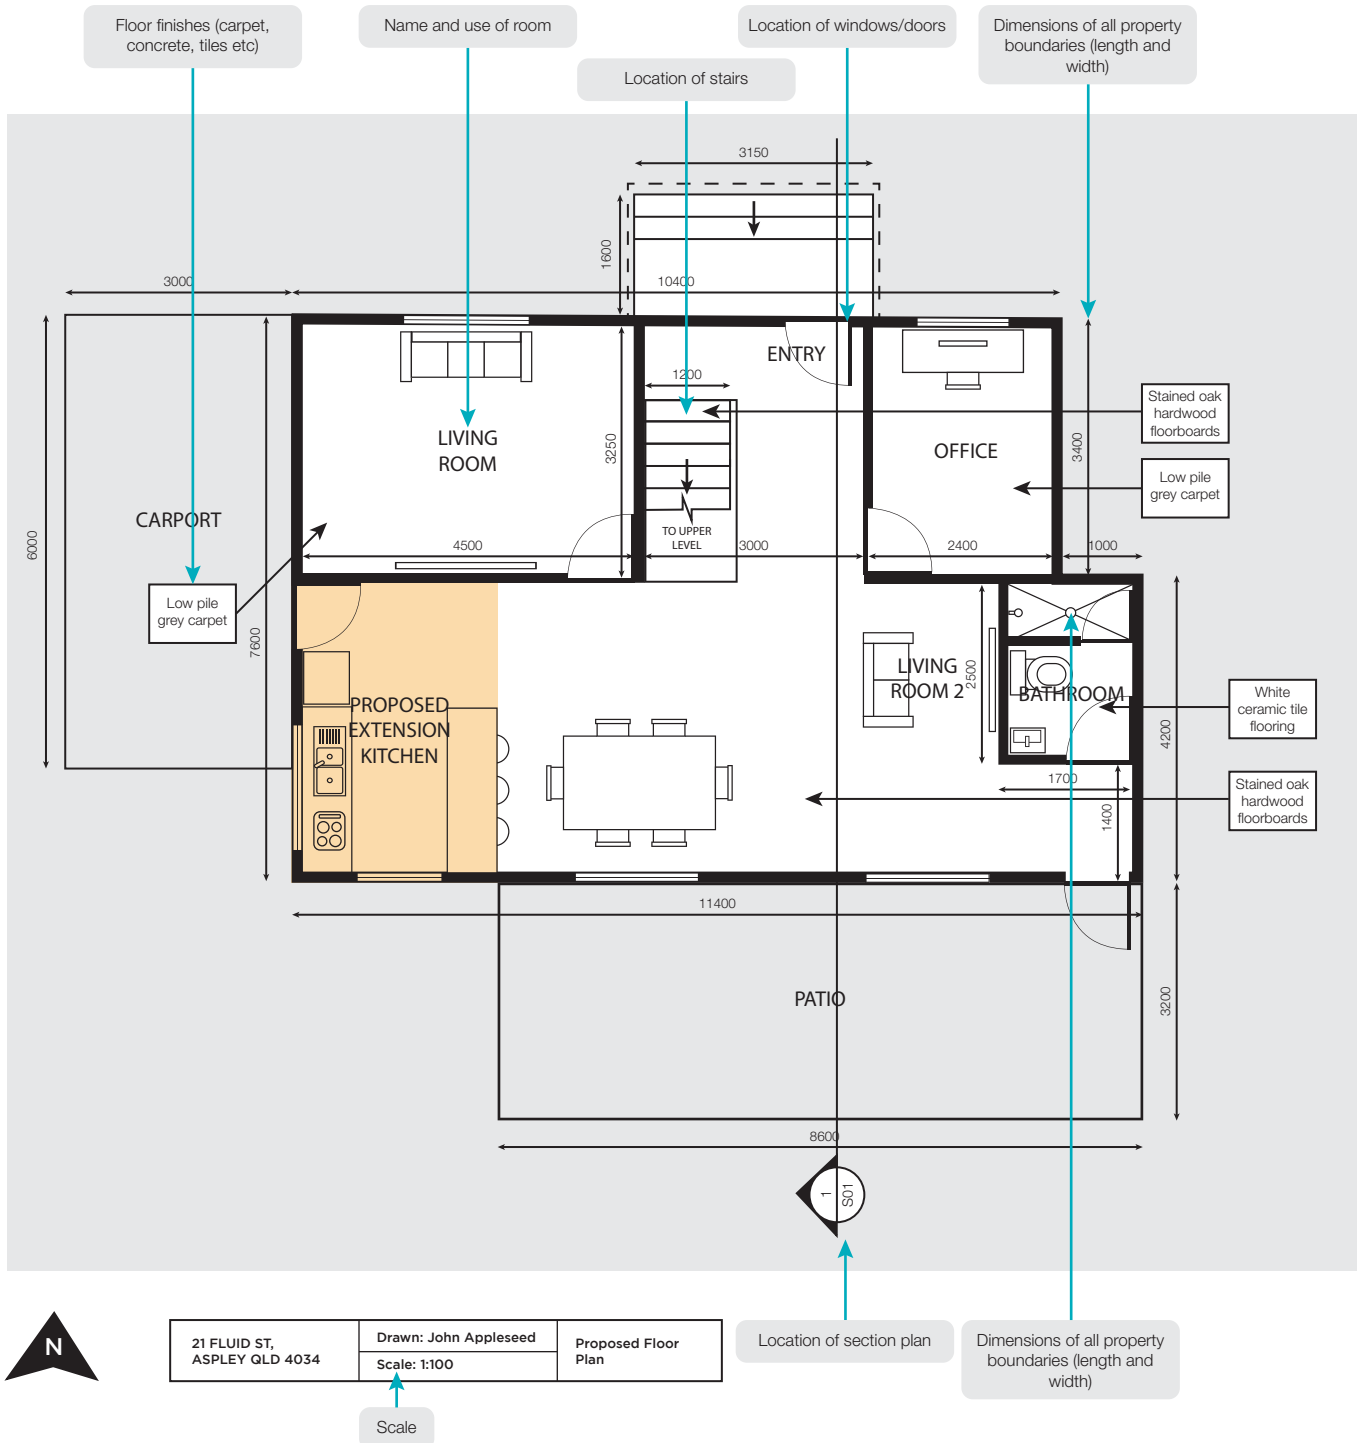 Floor finishes (carpet,
concrete, tiles etc)
Name and use of room
Location of stairs
Location of windows/doors
Dimensions of all property
boundaries (length and
width)
3150
1600
3000
10400
ENTRY
1200
LIVING
ROOM
3250
OFFICE
3400
Stained oak
hardwood
floorboards
Low pile
grey carpet
CARPORT
6000
TO UPPER
LEVEL
4500
3000
2400
1000
Low pile
grey carpet
7600
PROPOSED
EXTENSION
KITCHEN
LIVING
ROOM 2
2500
BATHROOM
White
ceramic tile
flooring
4200
1700
1400
Stained oak
hardwood
floorboards
11400
PATIO
3200
8600
1
S01
N
21 FLUID ST,
ASPLEY QLD 4034
Drawn: John Appleseed
Scale: 1:100
Proposed Floor
Plan
Location of section plan
Dimensions of all property
boundaries (length and
width)
Scale